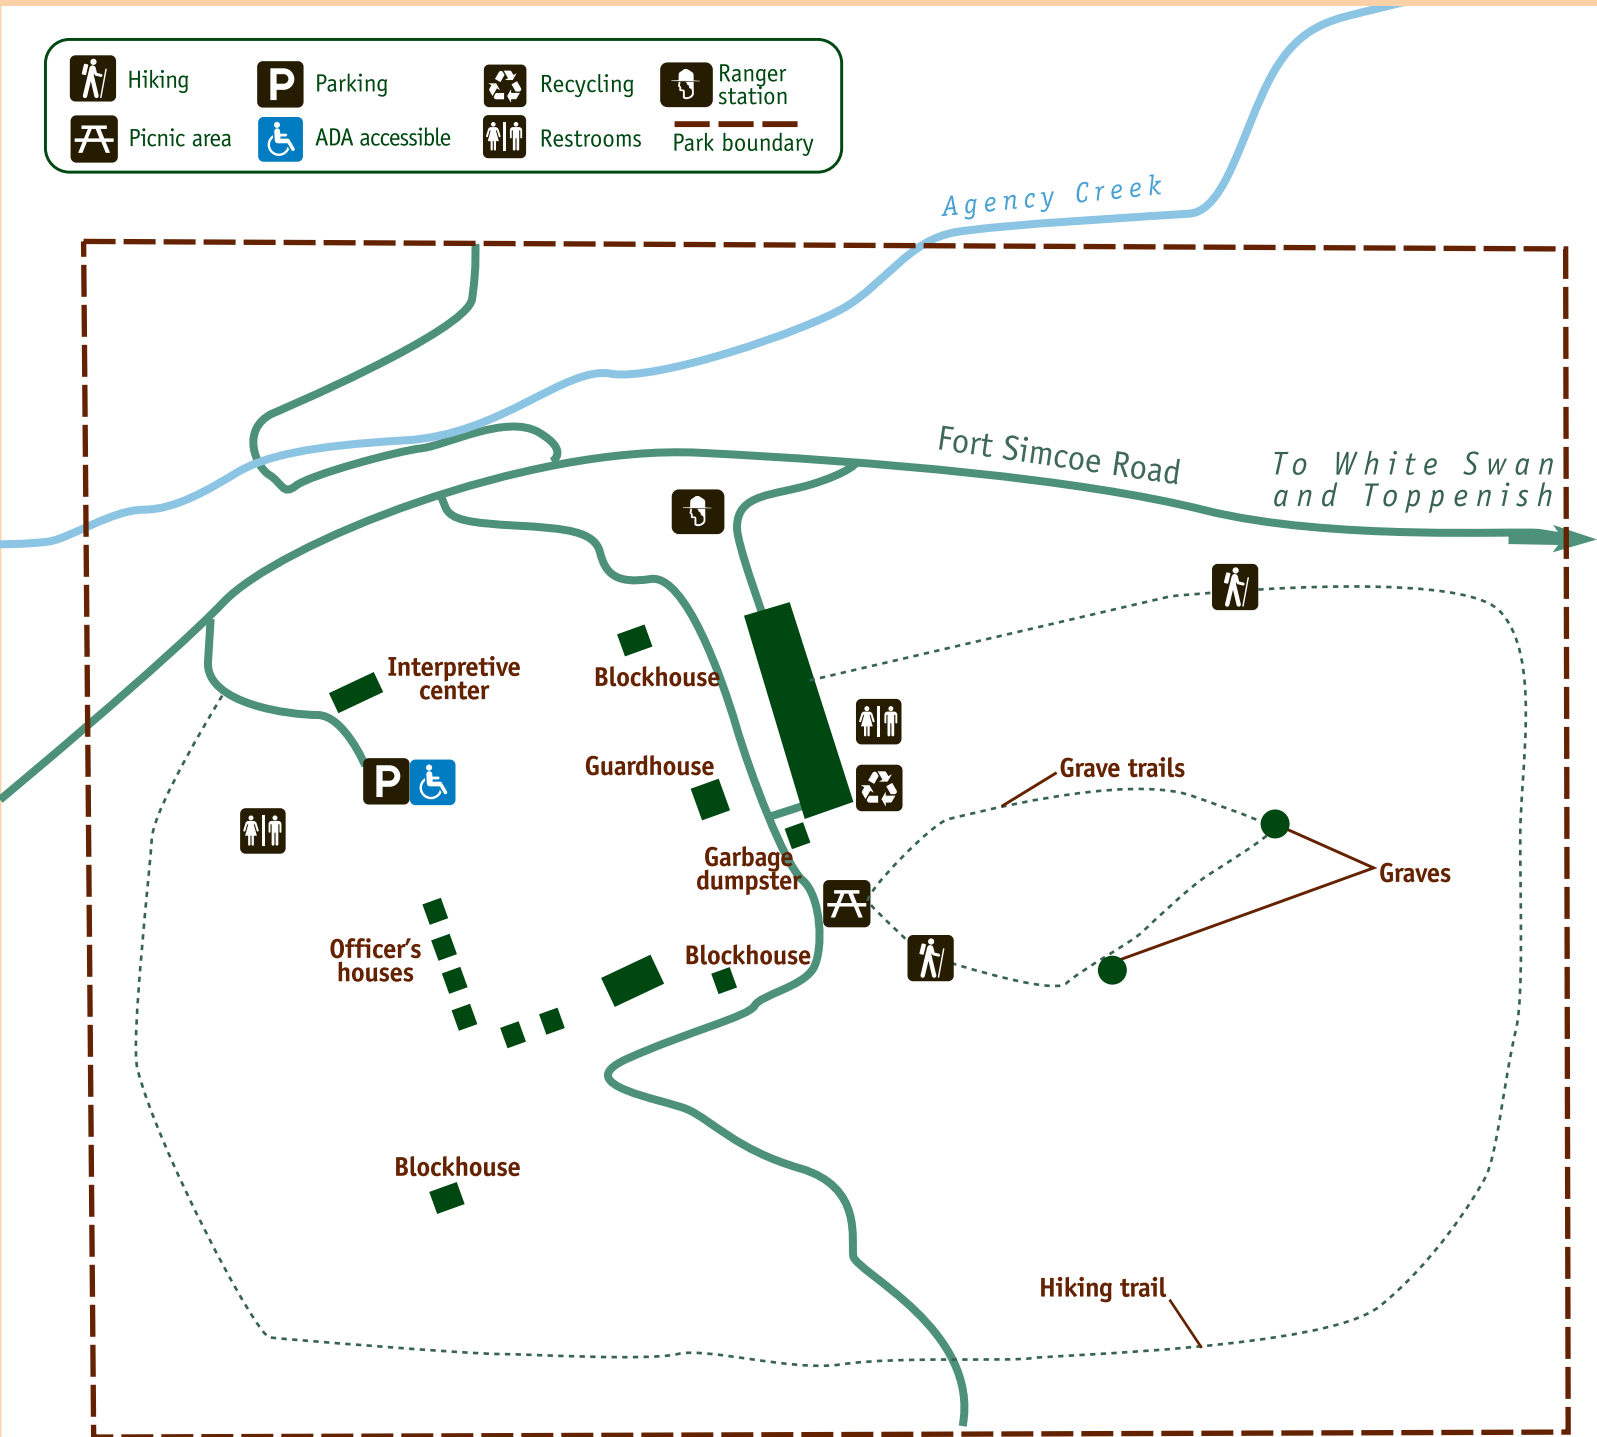 Hiking
Parking
Recycling
Ranger
station
Picnic area
ADA accessible
Restrooms
Park boundary
Agency Creek
Fort Simcoe Road
To White Swan
and Toppenish
Interpretive
center
Blockhouse
P
Guardhouse
Garbage
dumpster
Grave trails
Graves
Officer's
houses
Blockhouse
Blockhouse
Hiking trail